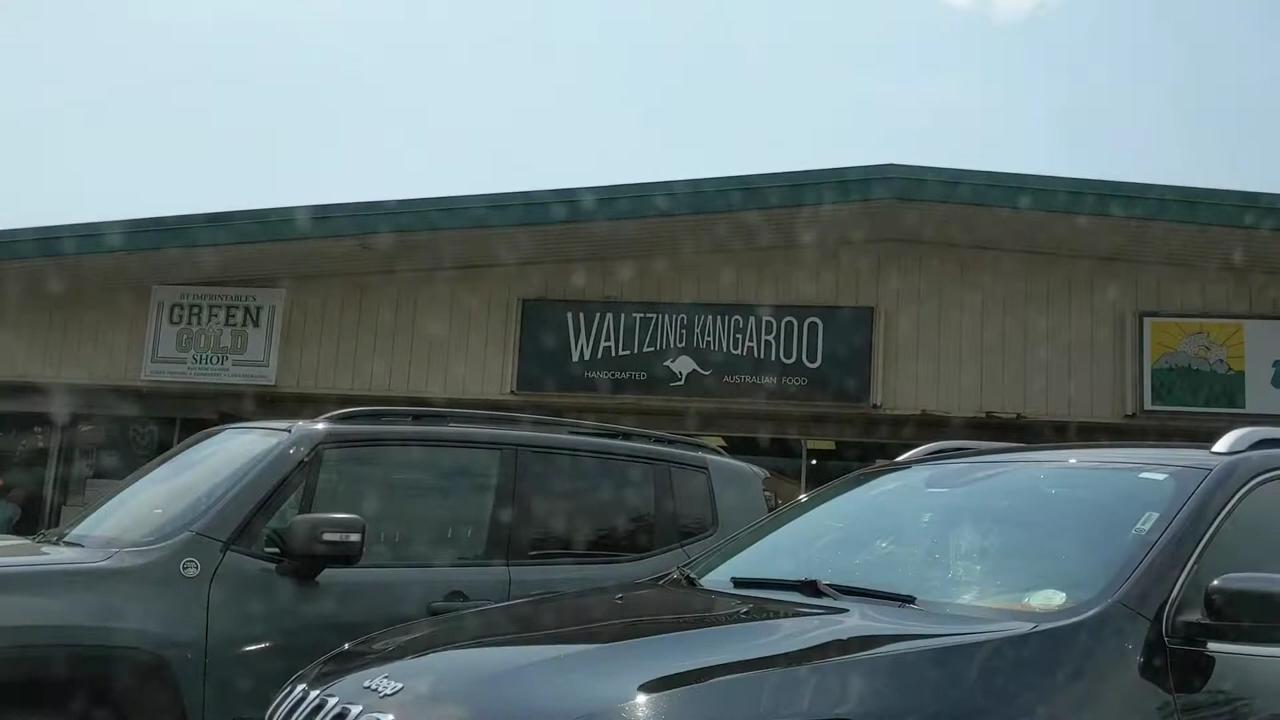 BY IMPRINTABLE'S
GREEN
&
GOLD
SHOP
WALTZING KANGAROO
HANDCRAFTED
AUSTRALIAN FOOD
Jeep